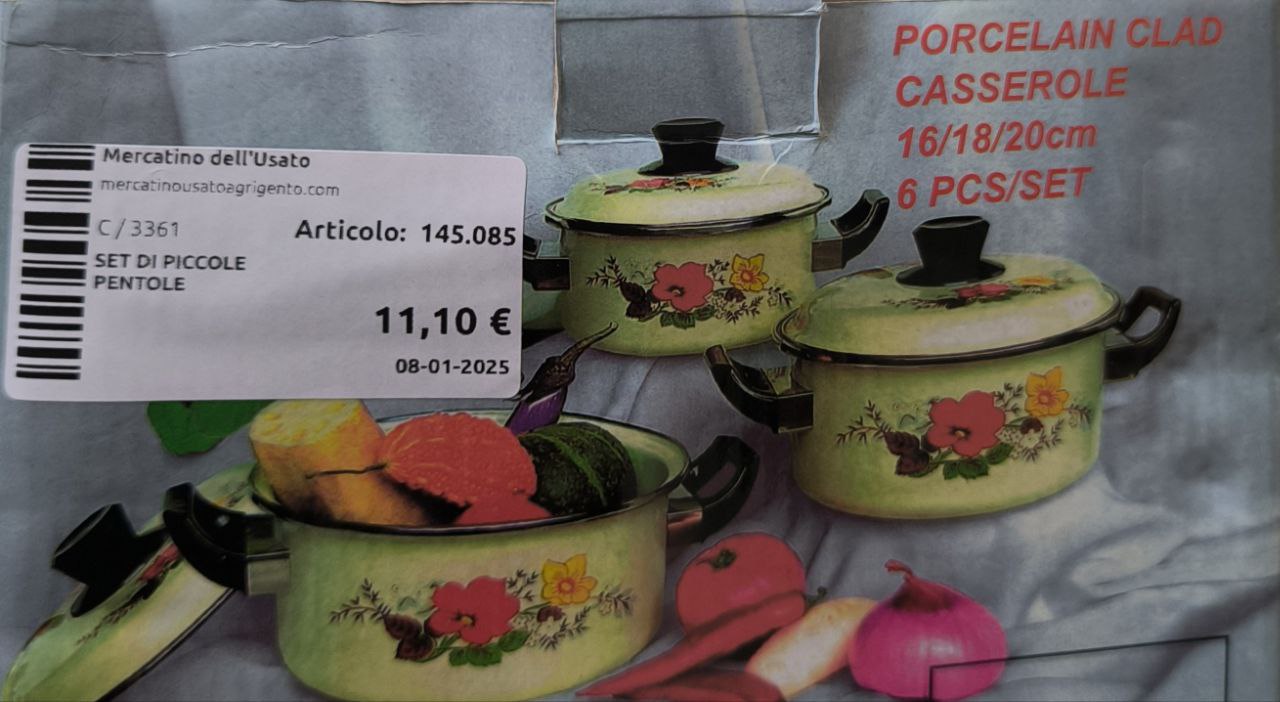 PORCELAIN CLAD
CASSEROLE
16/18/20cm
6 PCS/SET
Mercatino dell'Usato
mercatinousatoagrigento.com
C / 3361 Articolo: 145.085
SET DI PICCOLE
PENTOLE
11,10 €
08-01-2025